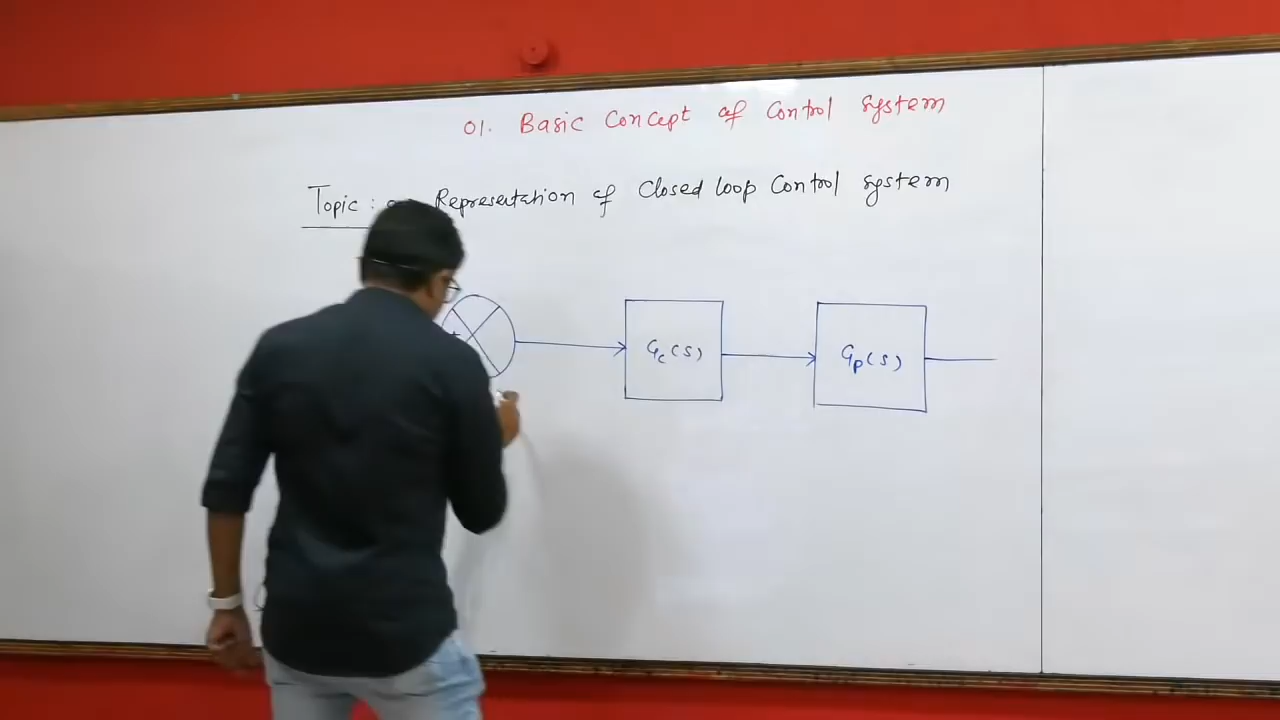 01. Basic Concept of Control System
Topic: Representation of Closed loop Control System
+
Gc(s) Gp(s)